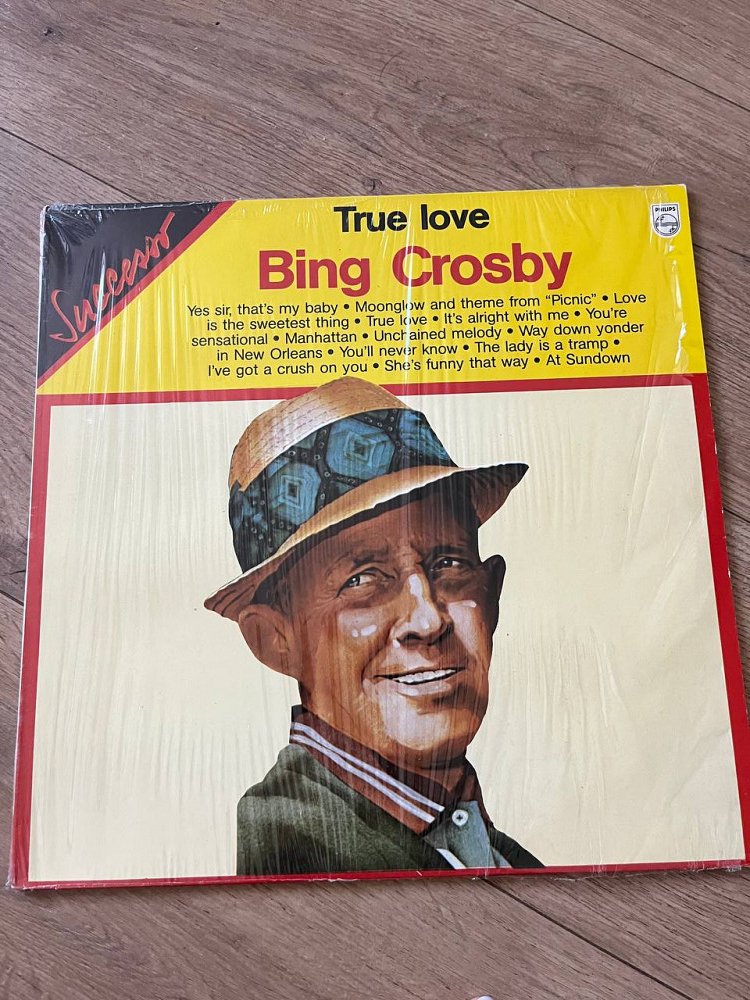 True love
PHILIPS
Successo
Bing Crosby
Yes sir, that's my baby • Moonglow and theme from "Picnic" • Love
is the sweetest thing • True love • It's alright with me • You're
sensational • Manhattan • Unchained melody • Way down yonder
in New Orleans • You'll never know • The lady is a tramp •
I've got a crush on you • She's funny that way • At Sundown